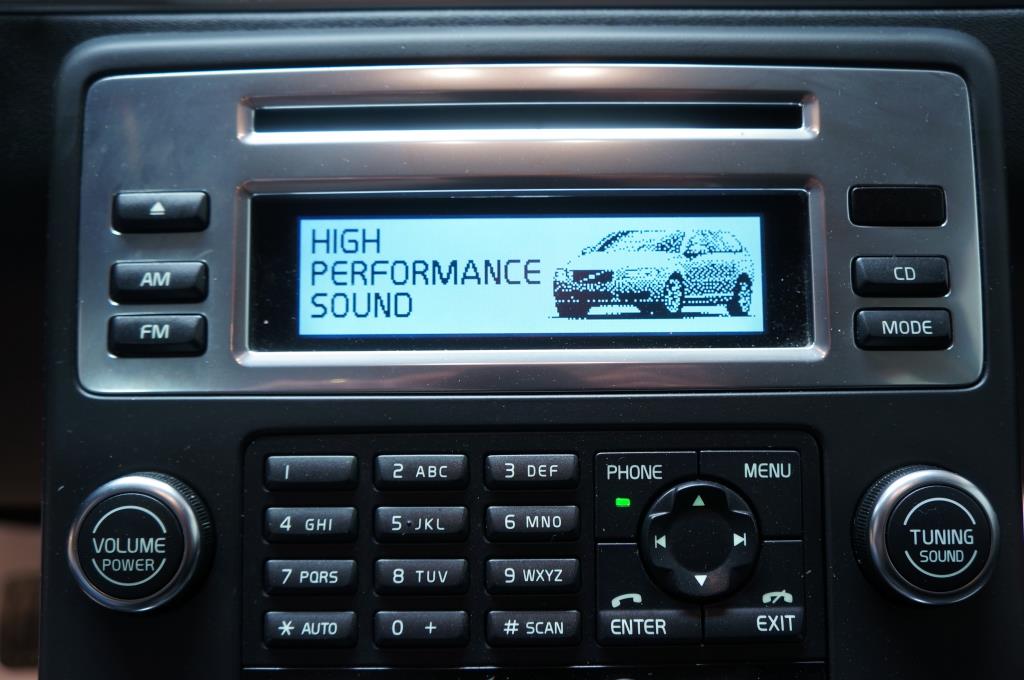 HIGH
PERFORMANCE
SOUND
AM
FM
CD
MODE
1
2 ABC
3 DEF
PHONE
MENU
4 GHI
5 JKL
6 MNO
7 PQRS
8 TUV
9 WXYZ
* AUTO
0 +
# SCAN
ENTER
EXIT
VOLUME
POWER
TUNING
SOUND